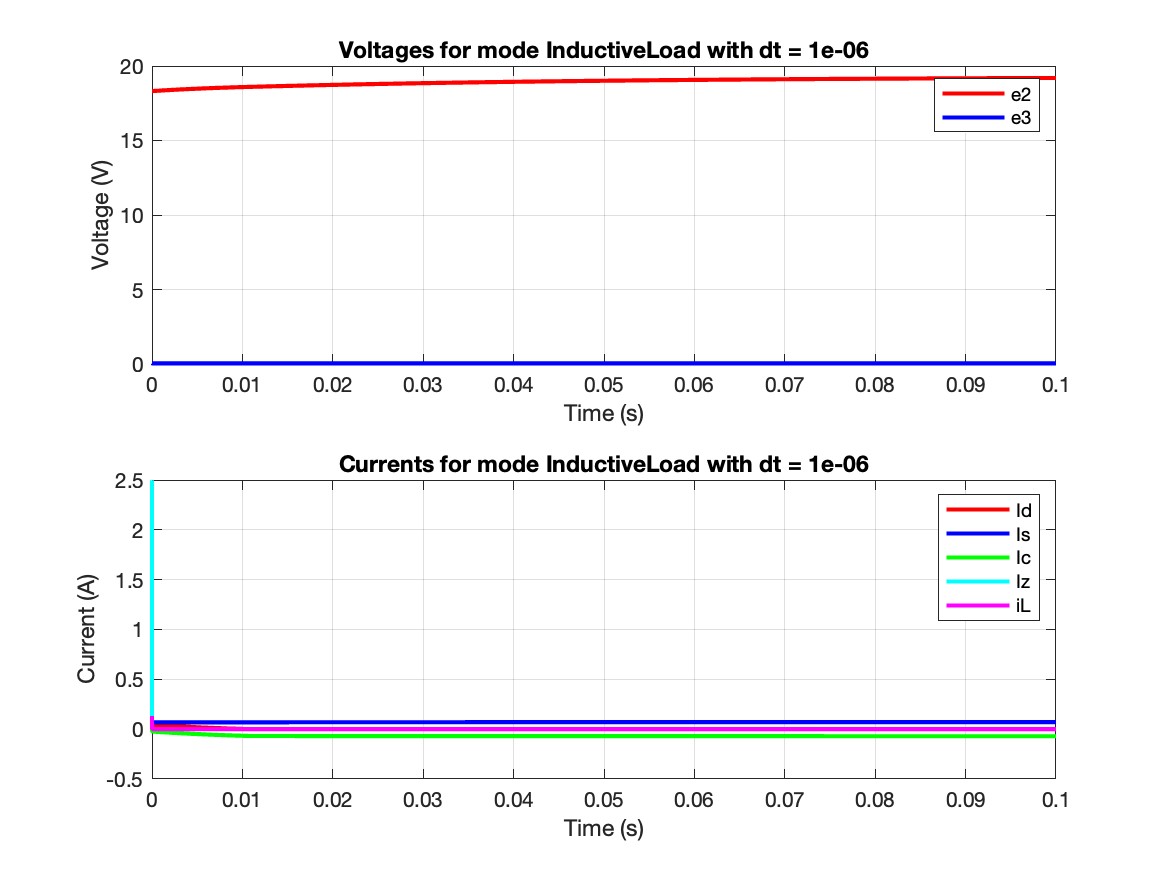 Voltages for mode InductiveLoad with dt = 1e-06
20
15
10
5
0
Voltage (V)
e2
e3
0 0.01 0.02 0.03 0.04 0.05 0.06 0.07 0.08 0.09 0.1
Time (s)
Currents for mode InductiveLoad with dt = 1e-06
2.5
2
1.5
1
0.5
0
-0.5
Current (A)
Id
Is
Ic
Iz
iL
0 0.01 0.02 0.03 0.04 0.05 0.06 0.07 0.08 0.09 0.1
Time (s)